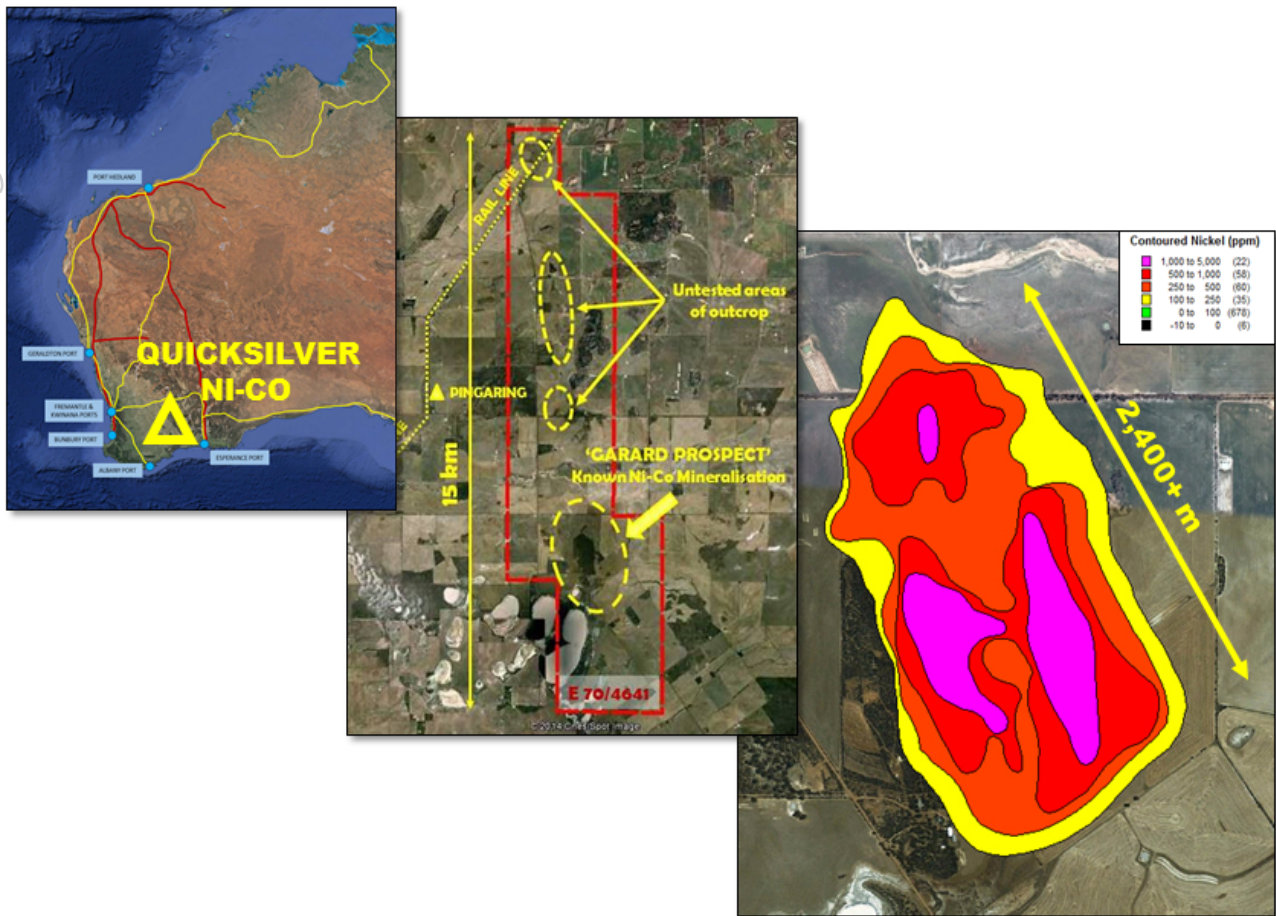 PORT HEDLAND
QUICKSILVER
NI-CO
GERALDTON PORT
FREMANTLE &
KWINANA PORTS
BUNBURY PORT
ALBANY PORT
ESPERANCE PORT
RAIL LINE
Untested areas
of outcrop
PINGARING
15 km
'GARARD PROSPECT'
Known Ni-Co Mineralisation
E 70/4641
© 2014 Cnes/Spot Image
Contoured Nickel (ppm)
1,000 to 5,000 (22)
500 to 1,000 (58)
250 to 500 (60)
100 to 250 (35)
0 to 100 (678)
-10 to 0 (6)
2,400+ m